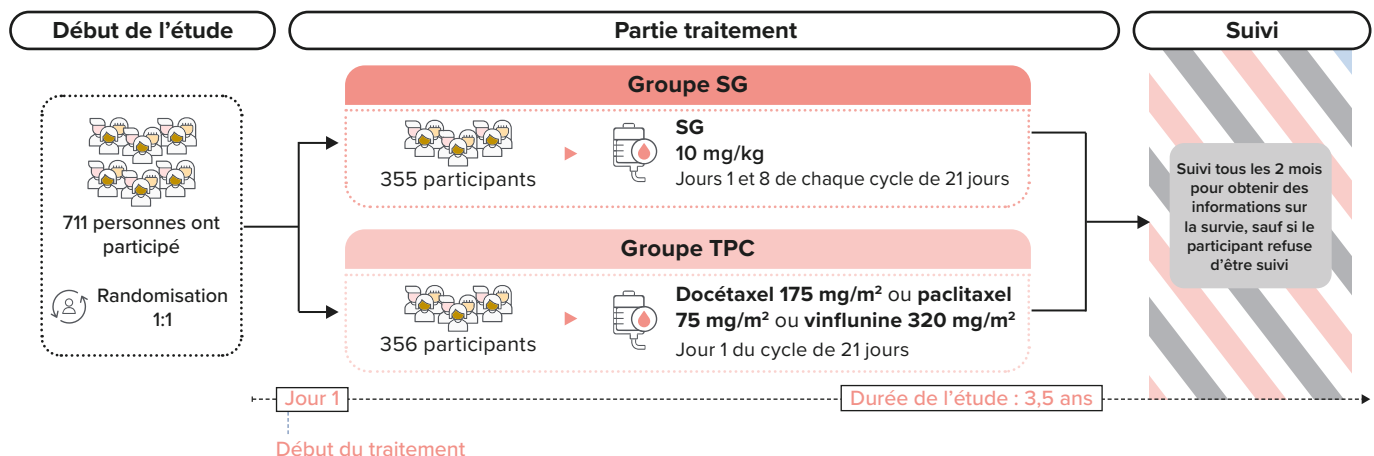 Début de l’étude
Partie traitement
Suivi
711 personnes ont
participé
Randomisation
1:1
Groupe SG
355 participants
SG
10 mg/kg
Jours 1 et 8 de chaque cycle de 21 jours
Groupe TPC
356 participants
Docétaxel 175 mg/m² ou paclitaxel
75 mg/m² ou vinflunine 320 mg/m²
Jour 1 du cycle de 21 jours
Suivi tous les 2 mois
pour obtenir des
informations sur
la survie, sauf si le
participant refuse
d’être suivi
Jour 1
Durée de l’étude : 3,5 ans
Début du traitement